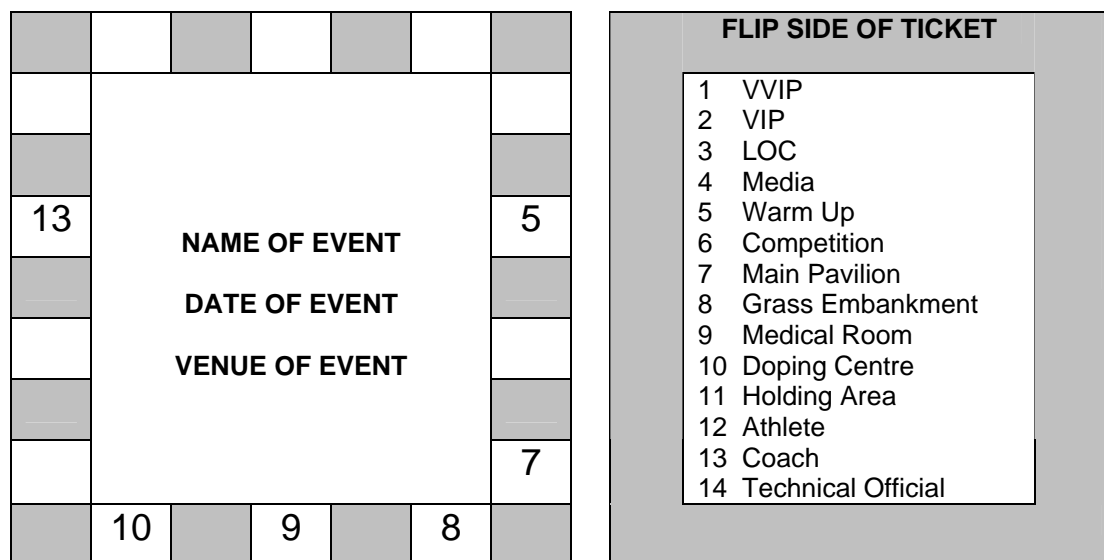 13
5
NAME OF EVENT
DATE OF EVENT
VENUE OF EVENT
7
10 9 8
FLIP SIDE OF TICKET
1 VVIP
2 VIP
3 LOC
4 Media
5 Warm Up
6 Competition
7 Main Pavilion
8 Grass Embankment
9 Medical Room
10 Doping Centre
11 Holding Area
12 Athlete
13 Coach
14 Technical Official